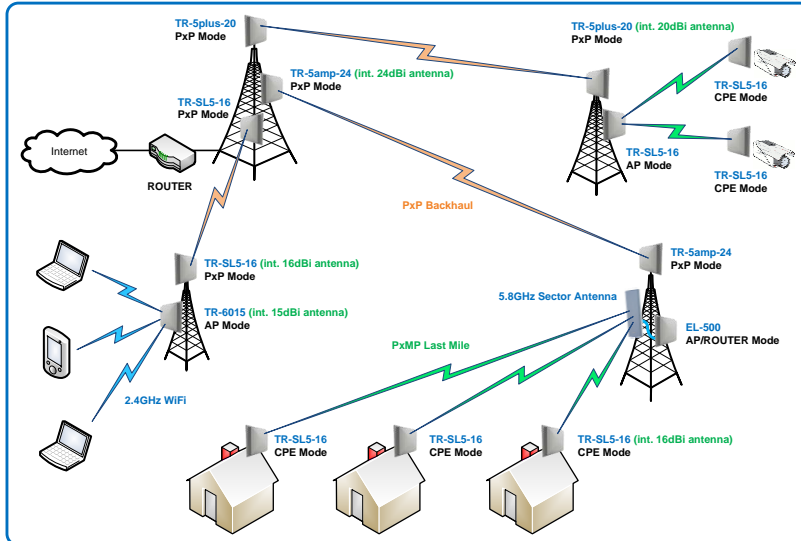 TR-5plus-20
PxP Mode
TR-5plus-20 (int. 20dBi antenna)
PxP Mode
TR-5amp-24 (int. 24dBi antenna)
PxP Mode
TR-SL5-16
PxP Mode
TR-SL5-16
CPE Mode
Internet
ROUTER
TR-SL5-16
AP Mode
TR-SL5-16
CPE Mode
PxP Backhaul
TR-SL5-16 (int. 16dBi antenna)
PxP Mode
TR-5amp-24
PxP Mode
5.8GHz Sector Antenna
TR-6015 (int. 15dBi antenna)
AP Mode
EL-500
AP/ROUTER Mode
PxMP Last Mile
2.4GHz WiFi
TR-SL5-16
CPE Mode
TR-SL5-16
CPE Mode
TR-SL5-16 (int. 16dBi antenna)
CPE Mode